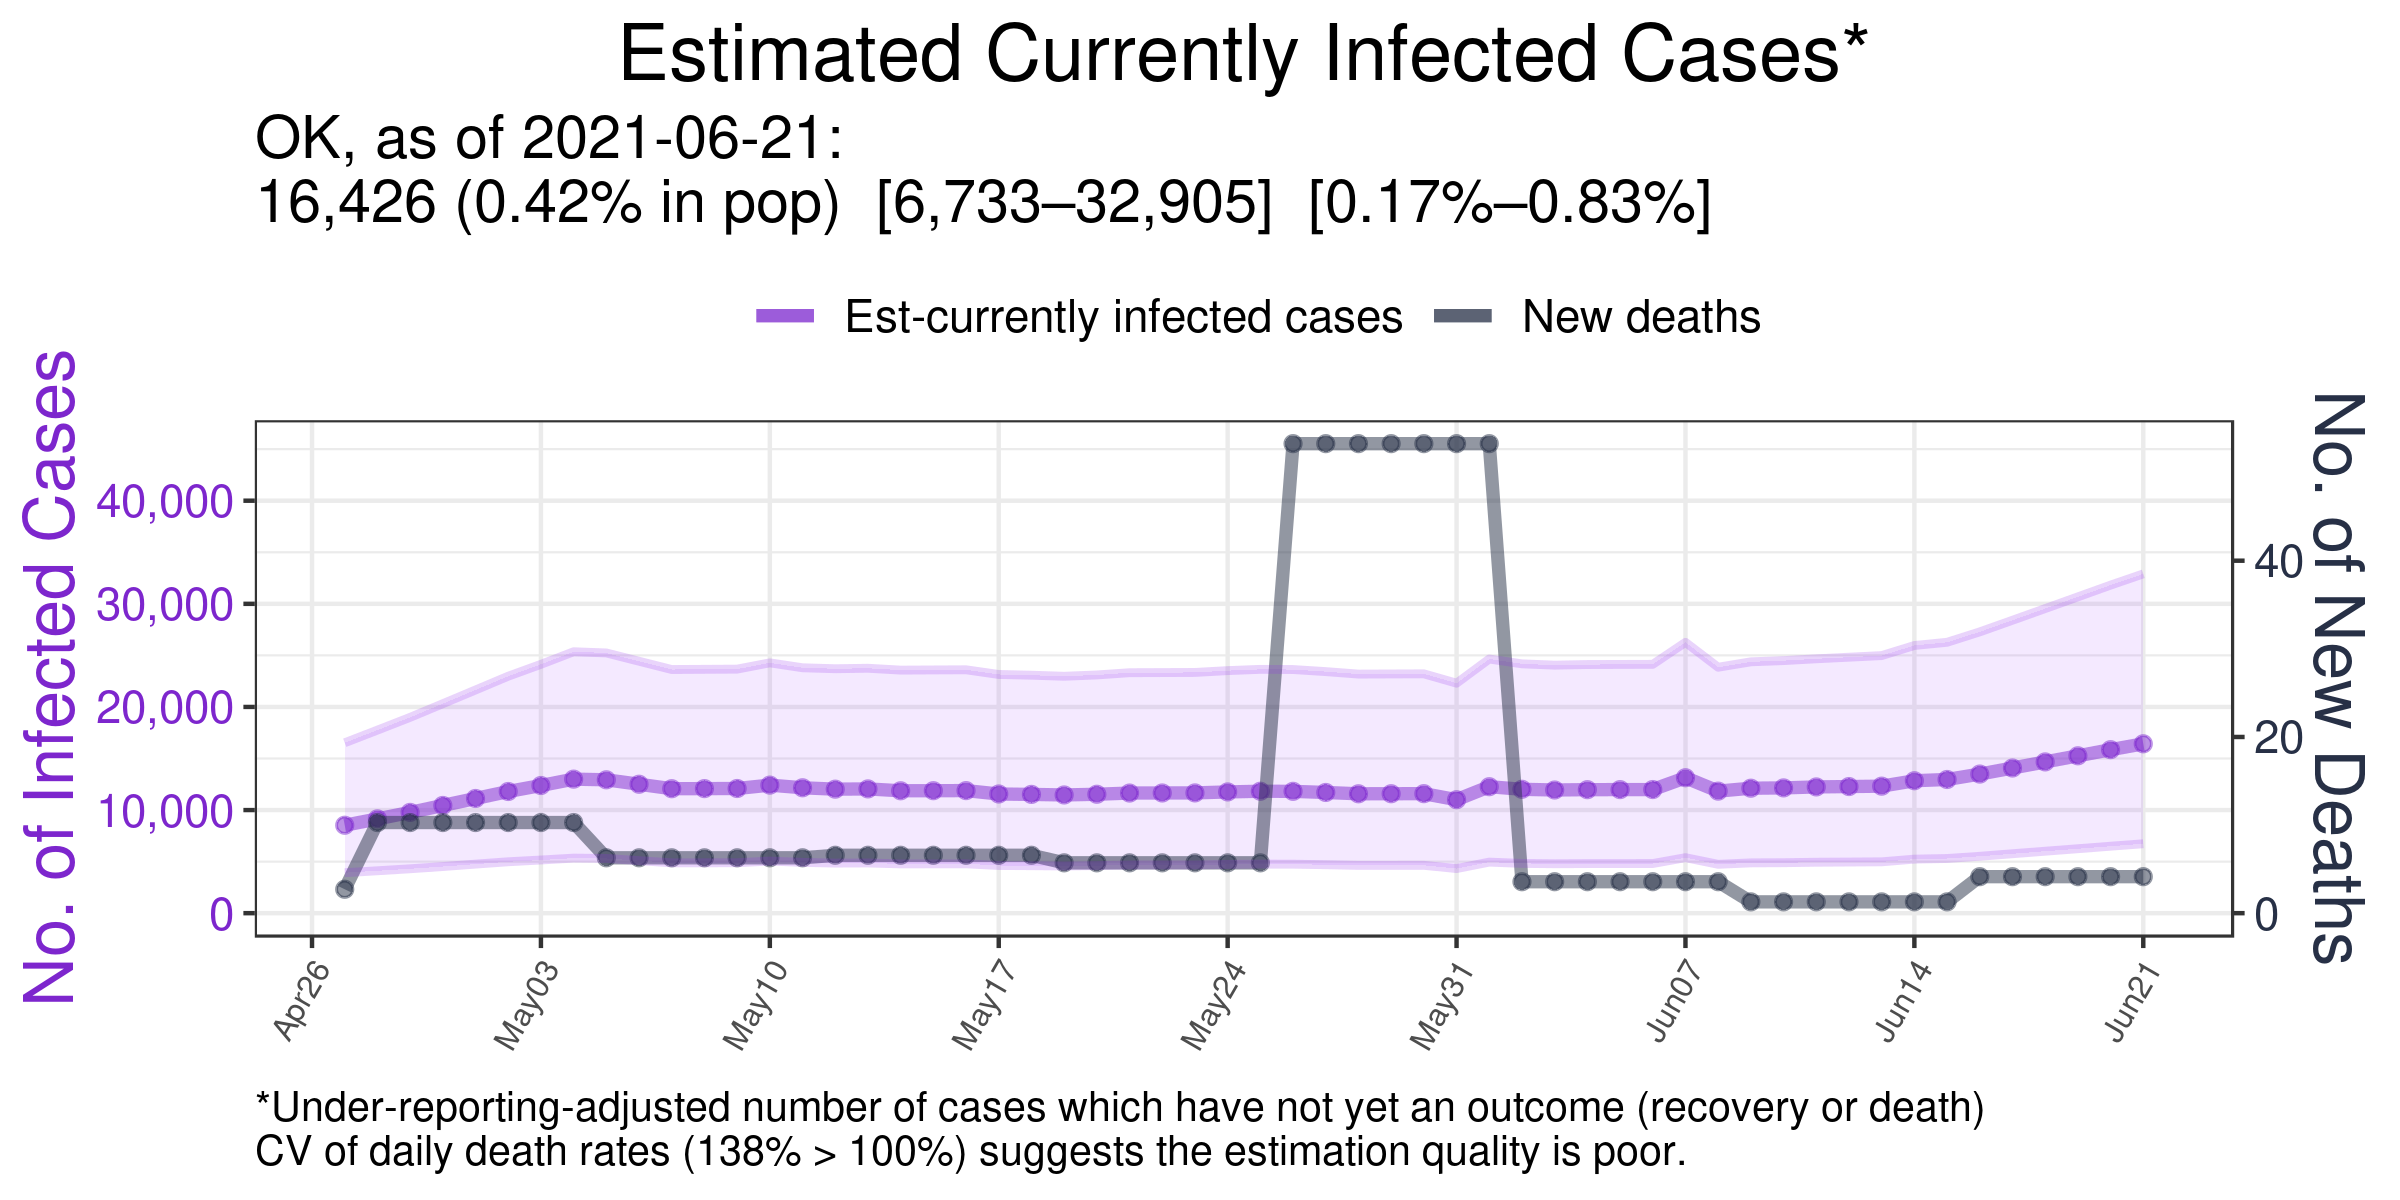 Estimated Currently Infected Cases*
OK, as of 2021-06-21:
16,426 (0.42% in pop)  [6,733–32,905]  [0.17%–0.83%]
Est-currently infected cases
New deaths
No. of Infected Cases
40,000
30,000
20,000
10,000
0
No. of New Deaths
40
20
0
Apr26
May03
May10
May17
May24
May31
Jun07
Jun14
Jun21
*Under-reporting-adjusted number of cases which have not yet an outcome (recovery or death)
CV of daily death rates (138% > 100%) suggests the estimation quality is poor.